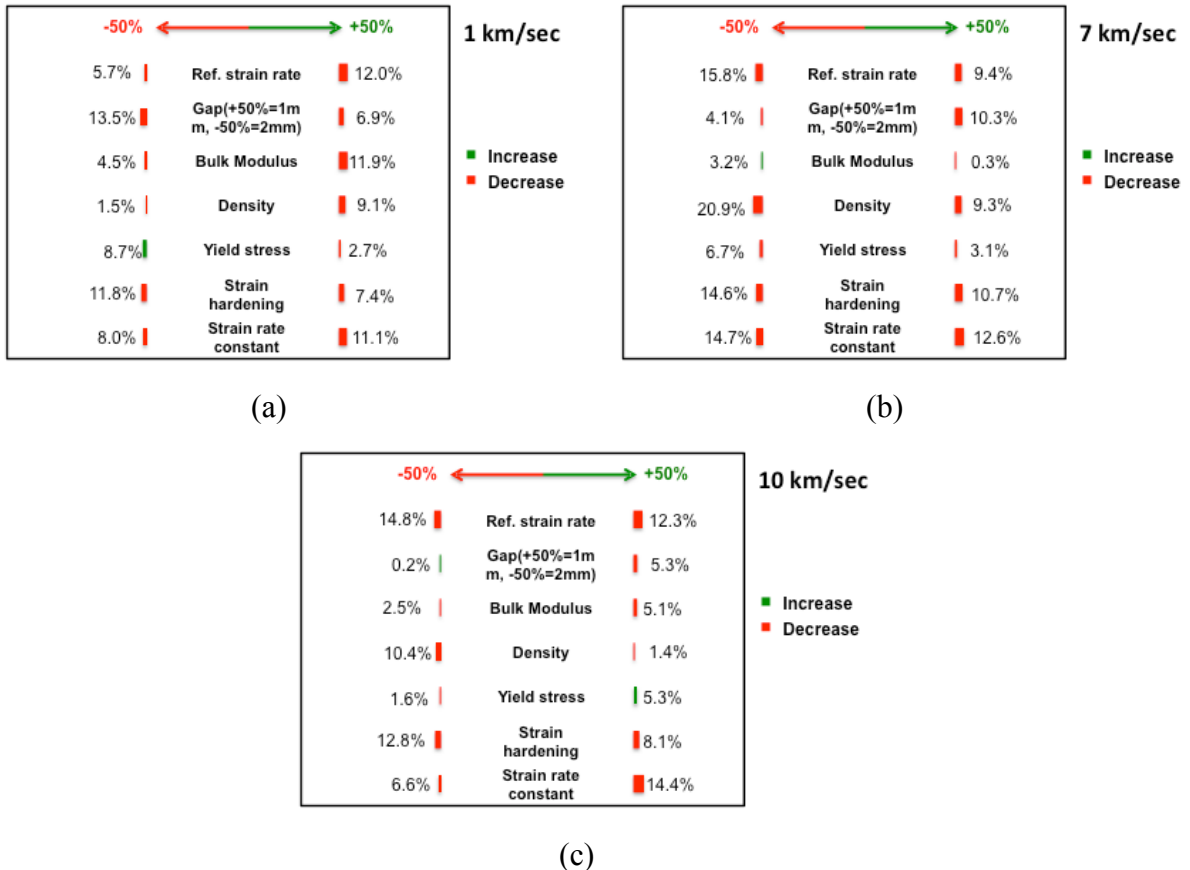 -50% +50% 1 km/sec
5.7% Ref. strain rate 12.0%
13.5% Gap(+50%=1m
m, -50%=2mm) 6.9%
4.5% Bulk Modulus 11.9%
1.5% Density 9.1%
8.7% Yield stress 2.7%
11.8% Strain
hardening 7.4%
8.0% Strain rate
constant 11.1%
Increase
Decrease
(a)
-50% +50% 7 km/sec
15.8% Ref. strain rate 9.4%
4.1% Gap(+50%=1m
m, -50%=2mm) 10.3%
3.2% Bulk Modulus 0.3%
20.9% Density 9.3%
6.7% Yield stress 3.1%
14.6% Strain
hardening 10.7%
14.7% Strain rate
constant 12.6%
Increase
Decrease
(b)
-50% +50% 10 km/sec
14.8% Ref. strain rate 12.3%
0.2% Gap(+50%=1m
m, -50%=2mm) 5.3%
2.5% Bulk Modulus 5.1%
10.4% Density 1.4%
1.6% Yield stress 5.3%
12.8% Strain
hardening 8.1%
6.6% Strain rate
constant 14.4%
Increase
Decrease
(c)